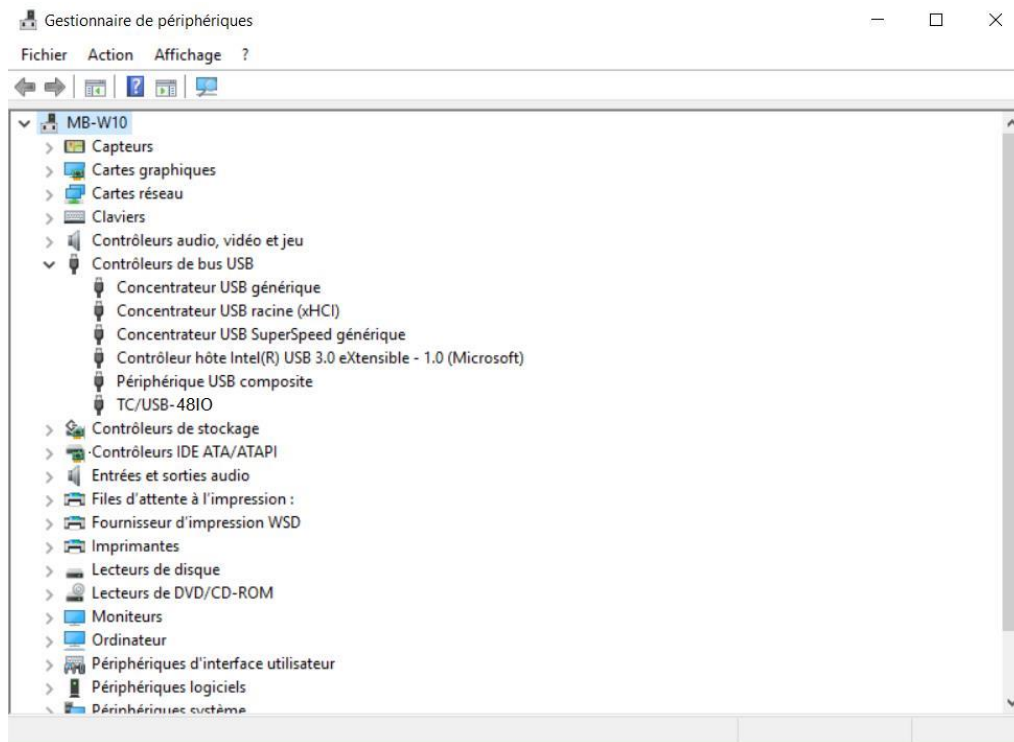 Gestionnaire de périphériques
Fichier Action Affichage ?
MB-W10
Capteurs
Cartes graphiques
Cartes réseau
Claviers
Contrôleurs audio, vidéo et jeu
Contrôleurs de bus USB
Concentrateur USB générique
Concentrateur USB racine (xHCI)
Concentrateur USB SuperSpeed générique
Contrôleur hôte Intel(R) USB 3.0 eXtensible - 1.0 (Microsoft)
Périphérique USB composite
TC/USB-48IO
Contrôleurs de stockage
Contrôleurs IDE ATA/ATAPI
Entrées et sorties audio
Files d'attente à l'impression :
Fournisseur d'impression WSD
Imprimantes
Lecteurs de disque
Lecteurs de DVD/CD-ROM
Moniteurs
Ordinateur
Périphériques d'interface utilisateur
Périphériques logiciels
Périphériques système